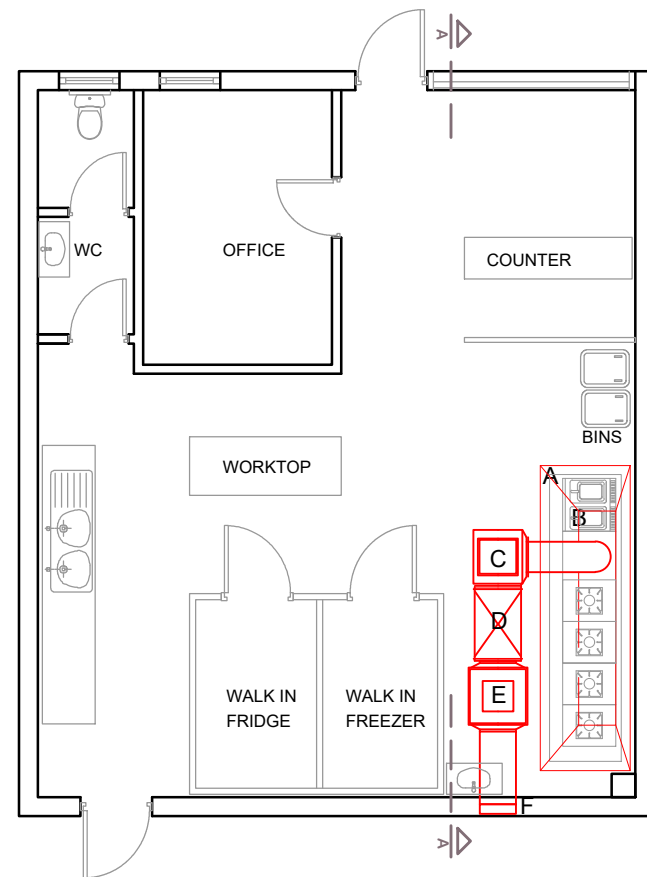 A
WC
OFFICE
COUNTER
BINS
WORKTOP
A
B
C
D
WALK IN
FRIDGE
WALK IN
FREEZER
E
F
A